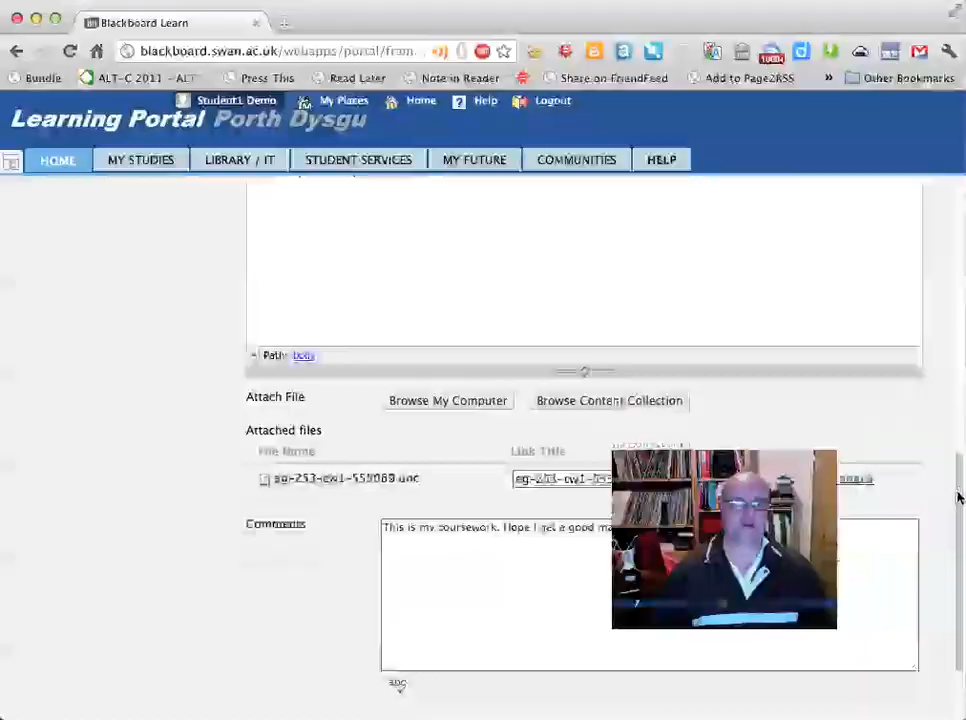 Blackboard Learn
blackboard.swan.ac.uk/webapps/portal/fram
Bundle ALT-C 2011 - ALT Press This Read Later Note in Reader Share on FriendFeed Add to Page2RSS » Other Bookmarks
Student1 Demo My Places Home Help Logout
Learning Portal Porth Dysgu
HOME MY STUDIES LIBRARY / IT STUDENT SERVICES MY FUTURE COMMUNITIES HELP
Path: body
Attach File Browse My Computer Browse Content Collection
Attached files
File Name Link Title
Comments This is my coursework. Hope I get a good ma